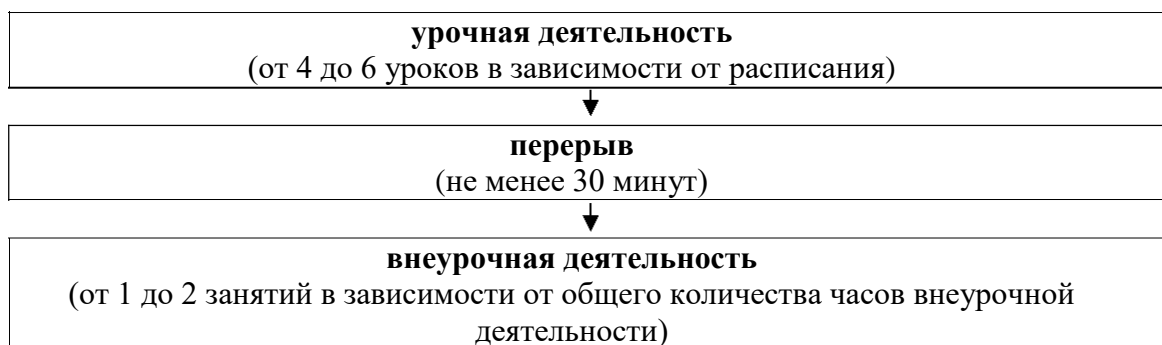 урочная деятельность
(от 4 до 6 уроков в зависимости от расписания)
перерыв
(не менее 30 минут)
внеурочная деятельность
(от 1 до 2 занятий в зависимости от общего количества часов внеурочной
деятельности)